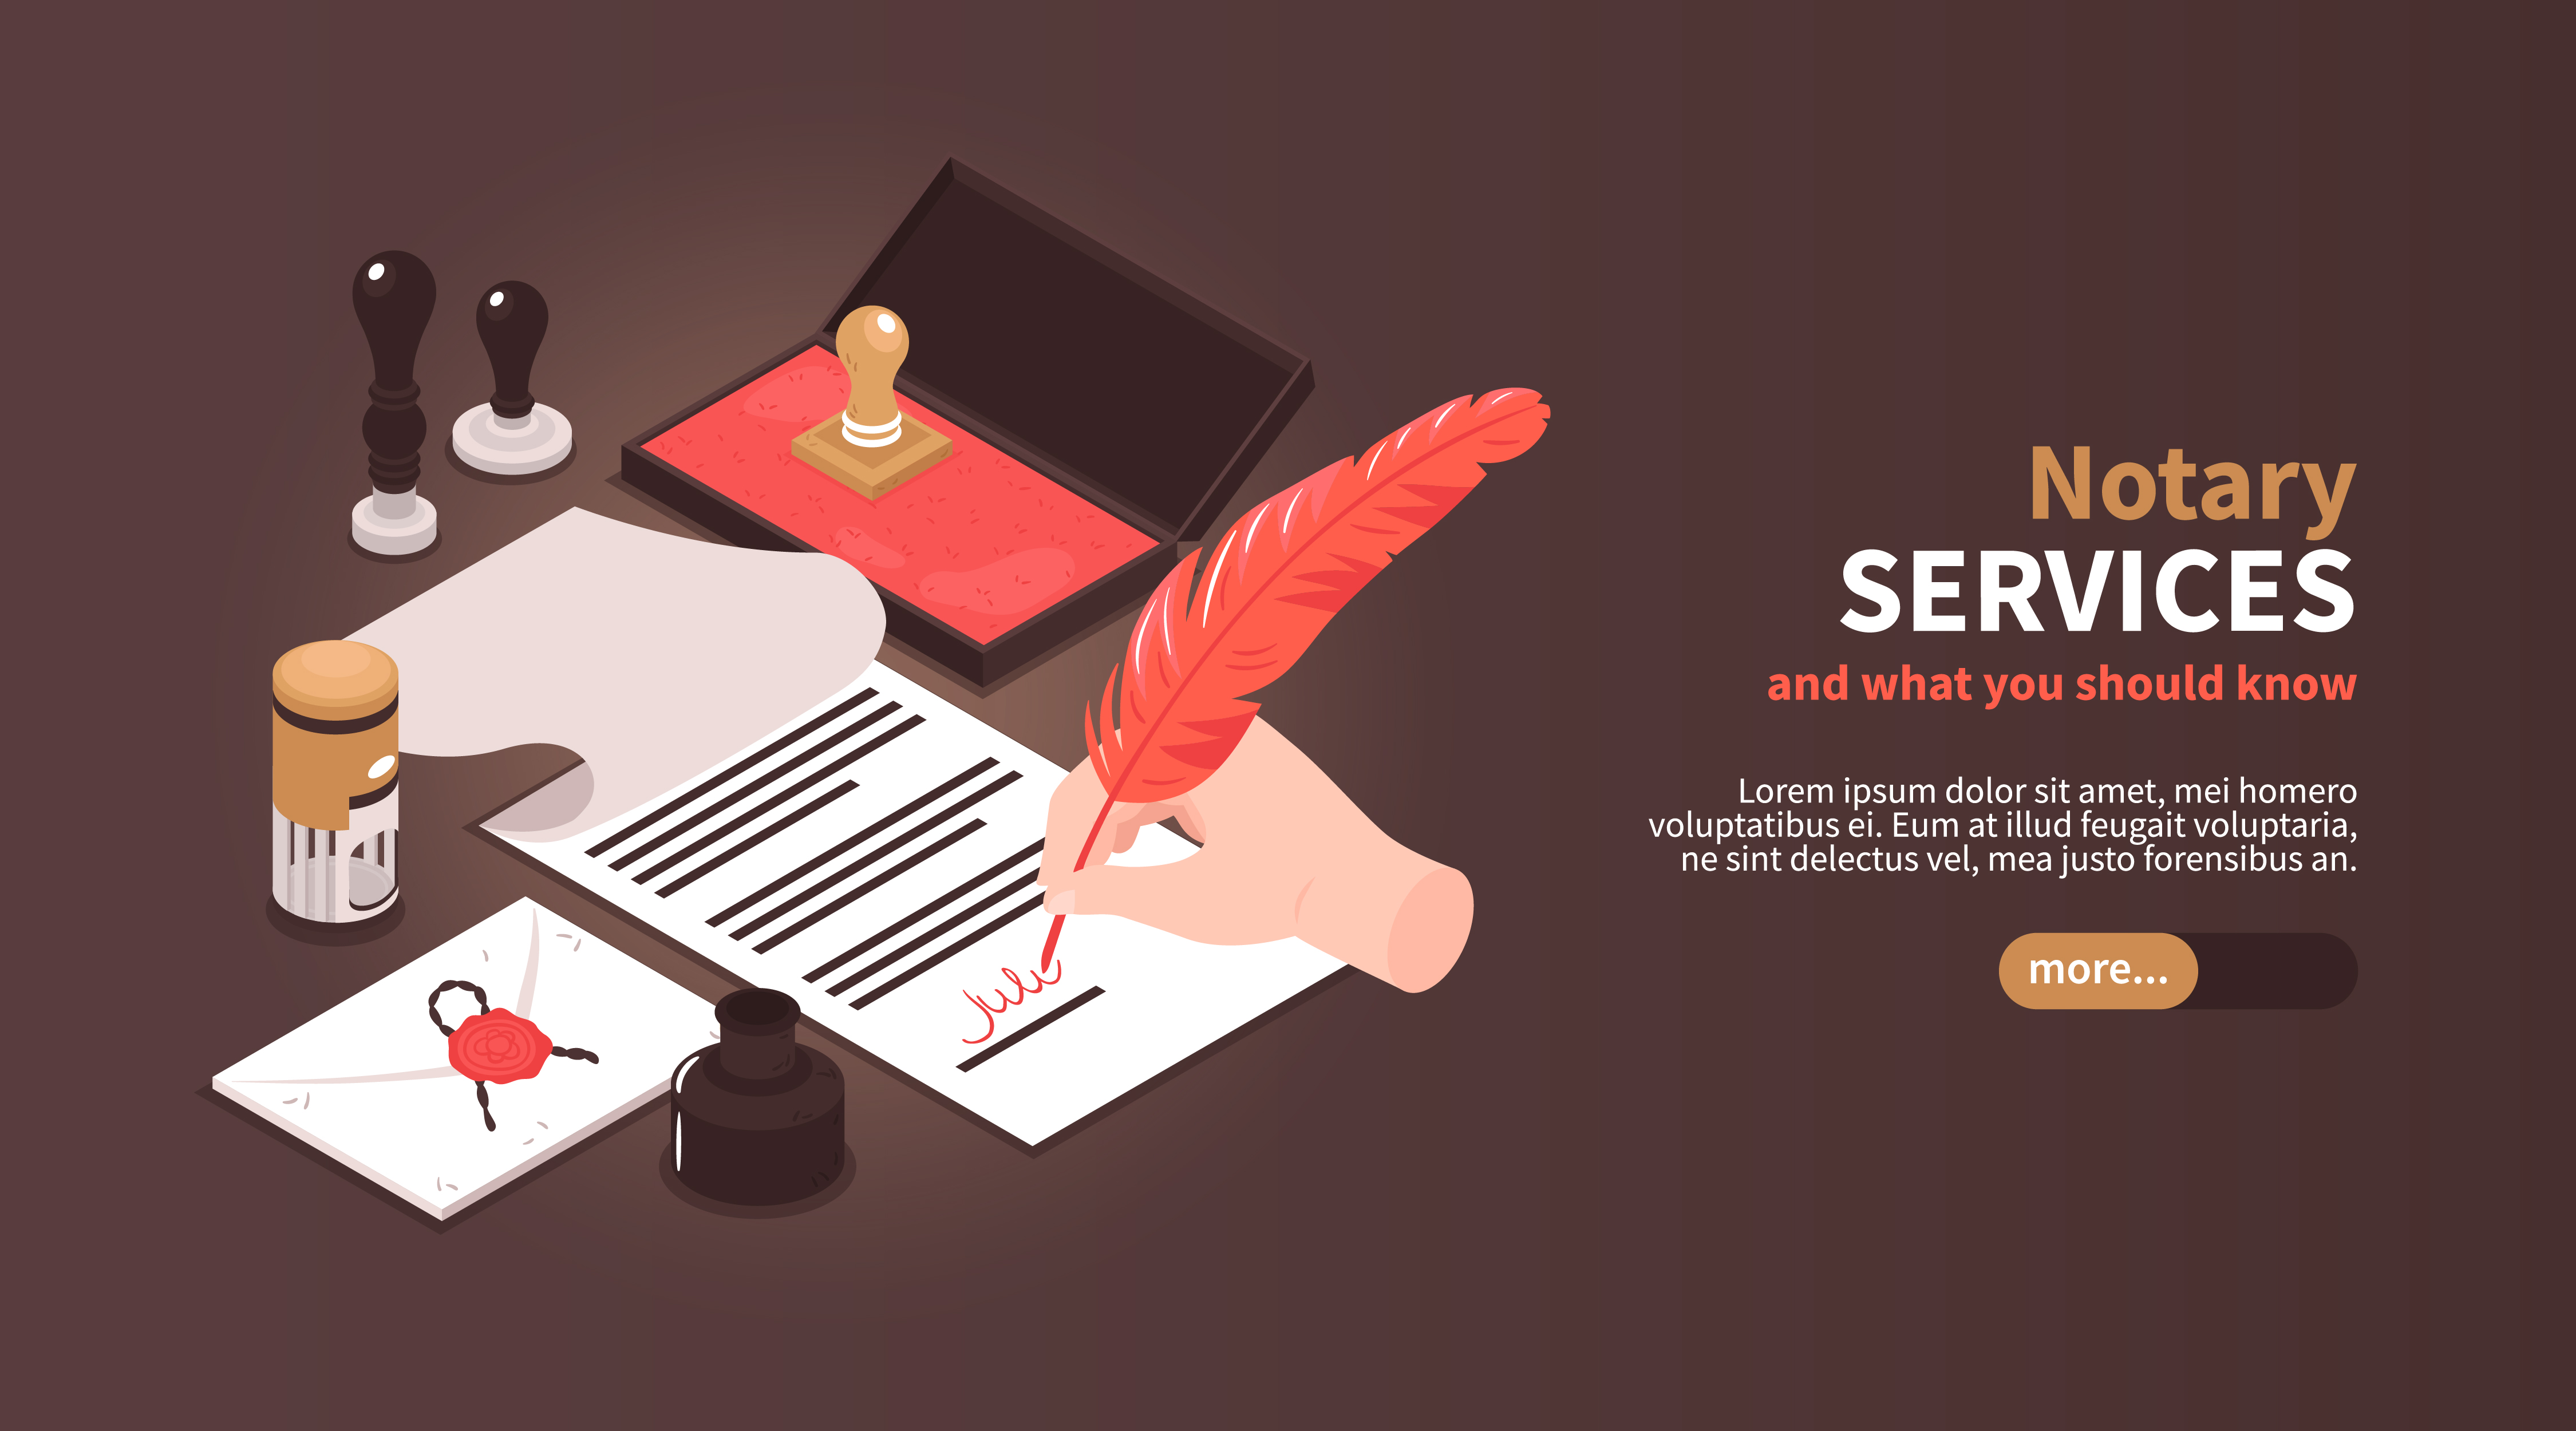 Notary
SERVICES
and what you should know
Lorem ipsum dolor sit amet, mei homero
voluptatibus ei. Eum at illud feugait voluptaria,
ne sint delectus vel, mea justo forensibus an.
more...